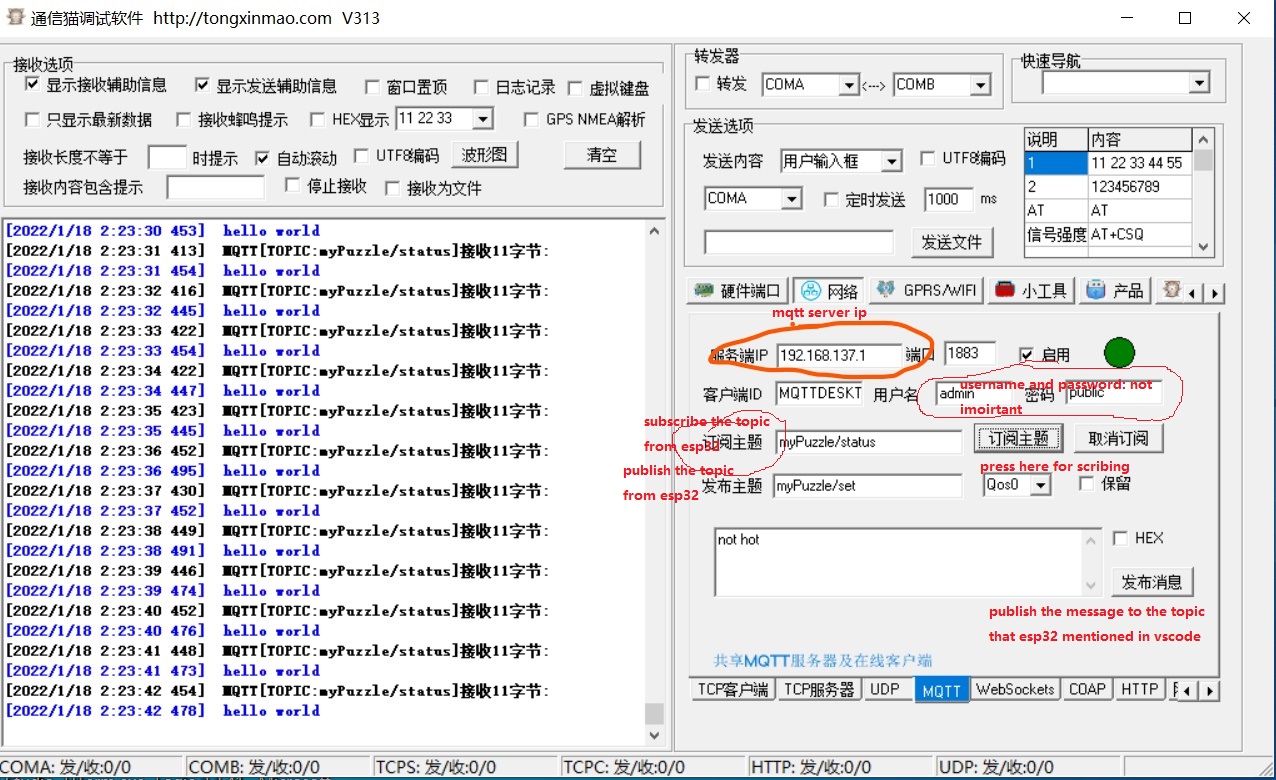 通信猫调试软件 http://tongxinmao.com V313
接收选项
显示接收辅助信息 显示发送辅助信息 窗口置顶 日志记录 虚拟键盘
只显示最新数据 接收蜂鸣提示 HEX显示 11 22 33 GPS NMEA解析
接收长度不等于 时提示 自动滚动 UTF8编码 波形图 清空
接收内容包含提示 停止接收 接收为文件
[2022/1/18 2:23:30 453] hello world
[2022/1/18 2:23:31 413] MQTT[TOPIC:myPuzzle/status]接收11字节:
[2022/1/18 2:23:31 454] hello world
[2022/1/18 2:23:32 416] MQTT[TOPIC:myPuzzle/status]接收11字节:
[2022/1/18 2:23:32 445] hello world
[2022/1/18 2:23:33 422] MQTT[TOPIC:myPuzzle/status]接收11字节:
[2022/1/18 2:23:33 454] hello world
[2022/1/18 2:23:34 422] MQTT[TOPIC:myPuzzle/status]接收11字节:
[2022/1/18 2:23:34 447] hello world
[2022/1/18 2:23:35 423] MQTT[TOPIC:myPuzzle/status]接收11字节:
[2022/1/18 2:23:35 445] hello world
[2022/1/18 2:23:36 452] MQTT[TOPIC:myPuzzle/status]接收11字节:
[2022/1/18 2:23:36 495] hello world
[2022/1/18 2:23:37 430] MQTT[TOPIC:myPuzzle/status]接收11字节:
[2022/1/18 2:23:37 452] hello world
[2022/1/18 2:23:38 449] MQTT[TOPIC:myPuzzle/status]接收11字节:
[2022/1/18 2:23:38 491] hello world
[2022/1/18 2:23:39 446] MQTT[TOPIC:myPuzzle/status]接收11字节:
[2022/1/18 2:23:39 474] hello world
[2022/1/18 2:23:40 452] MQTT[TOPIC:myPuzzle/status]接收11字节:
[2022/1/18 2:23:40 476] hello world
[2022/1/18 2:23:41 448] MQTT[TOPIC:myPuzzle/status]接收11字节:
[2022/1/18 2:23:41 473] hello world
[2022/1/18 2:23:42 454] MQTT[TOPIC:myPuzzle/status]接收11字节:
[2022/1/18 2:23:42 478] hello world
转发器
转发 COMA <--> COMB
快速导航
发送选项
发送内容 用户输入框 UTF8编码
COMA 定时发送 1000 ms
发送文件
说明 内容
1 11 22 33 44 55
2 123456789
AT AT
信号强度 AT+CSQ
硬件端口 网络 GPRS/WIFI 小工具 产品
mqtt server ip
服务端IP 192.168.137.1 端口 1883 启用
客户端ID MQTTDESKT 用户名 admin 密码 public
username and password: not
imoirtant
subscribe the topic
from esp32
订阅主题 myPuzzle/status 订阅主题 取消订阅
publish the topic
from esp32
press here for scribing
发布主题 myPuzzle/set Qos0 保留
not hot
HEX
发布消息
publish the message to the topic
that esp32 mentioned in vscode
共享MQTT服务器及在线客户端
TCP客户端 TCP服务器 UDP MQTT WebSockets COAP HTTP
COMA: 发/收:0/0 COMB: 发/收:0/0 TCPS: 发/收:0/0 TCPC: 发/收:0/0 HTTP: 发/收:0/0 UDP: 发/收:0/0